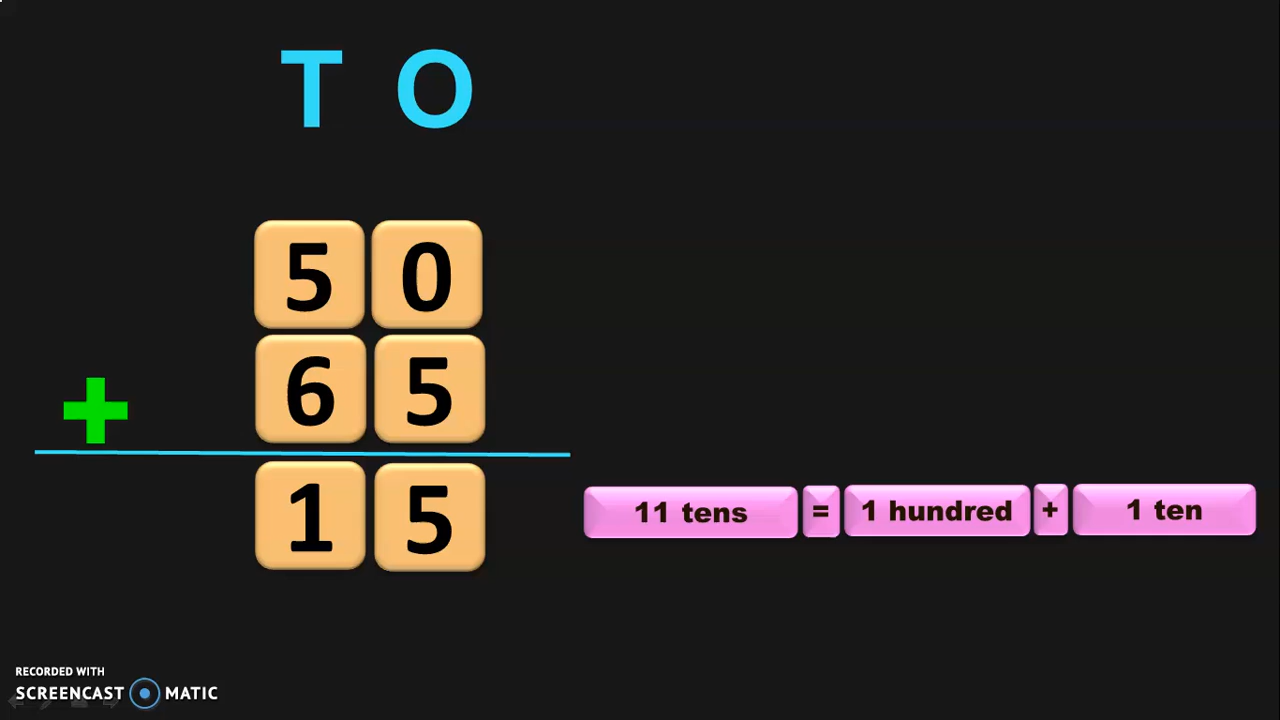 T O
5 0
6 5
+
1 5
11 tens = 1 hundred + 1 ten
RECORDED WITH
SCREENCAST MATIC